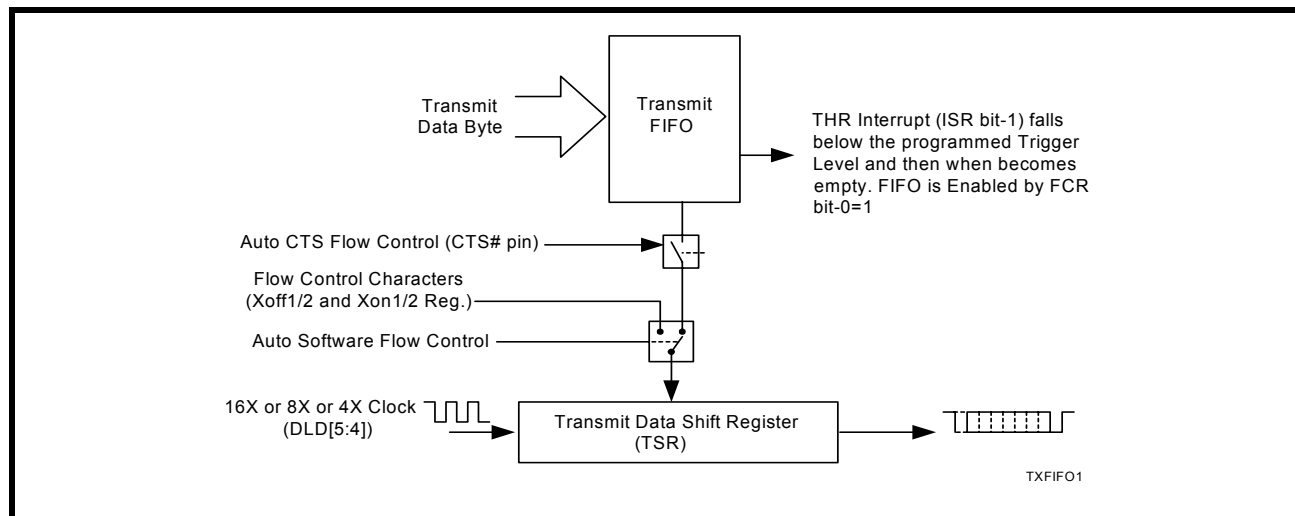 Transmit
Data Byte
Transmit
FIFO
THR Interrupt (ISR bit-1) falls
below the programmed Trigger
Level and then when becomes
empty. FIFO is Enabled by FCR
bit-0=1
Auto CTS Flow Control (CTS# pin)
Flow Control Characters
(Xoff1/2 and Xon1/2 Reg.)
Auto Software Flow Control
16X or 8X or 4X Clock
(DLD[5:4])
Transmit Data Shift Register
(TSR)
TXFIFO1